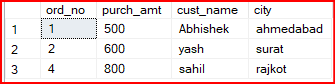 ord_no purch_amt cust_name city
1 1 500 Abhishek ahmedabad
2 2 600 yash surat
3 4 800 sahil rajkot